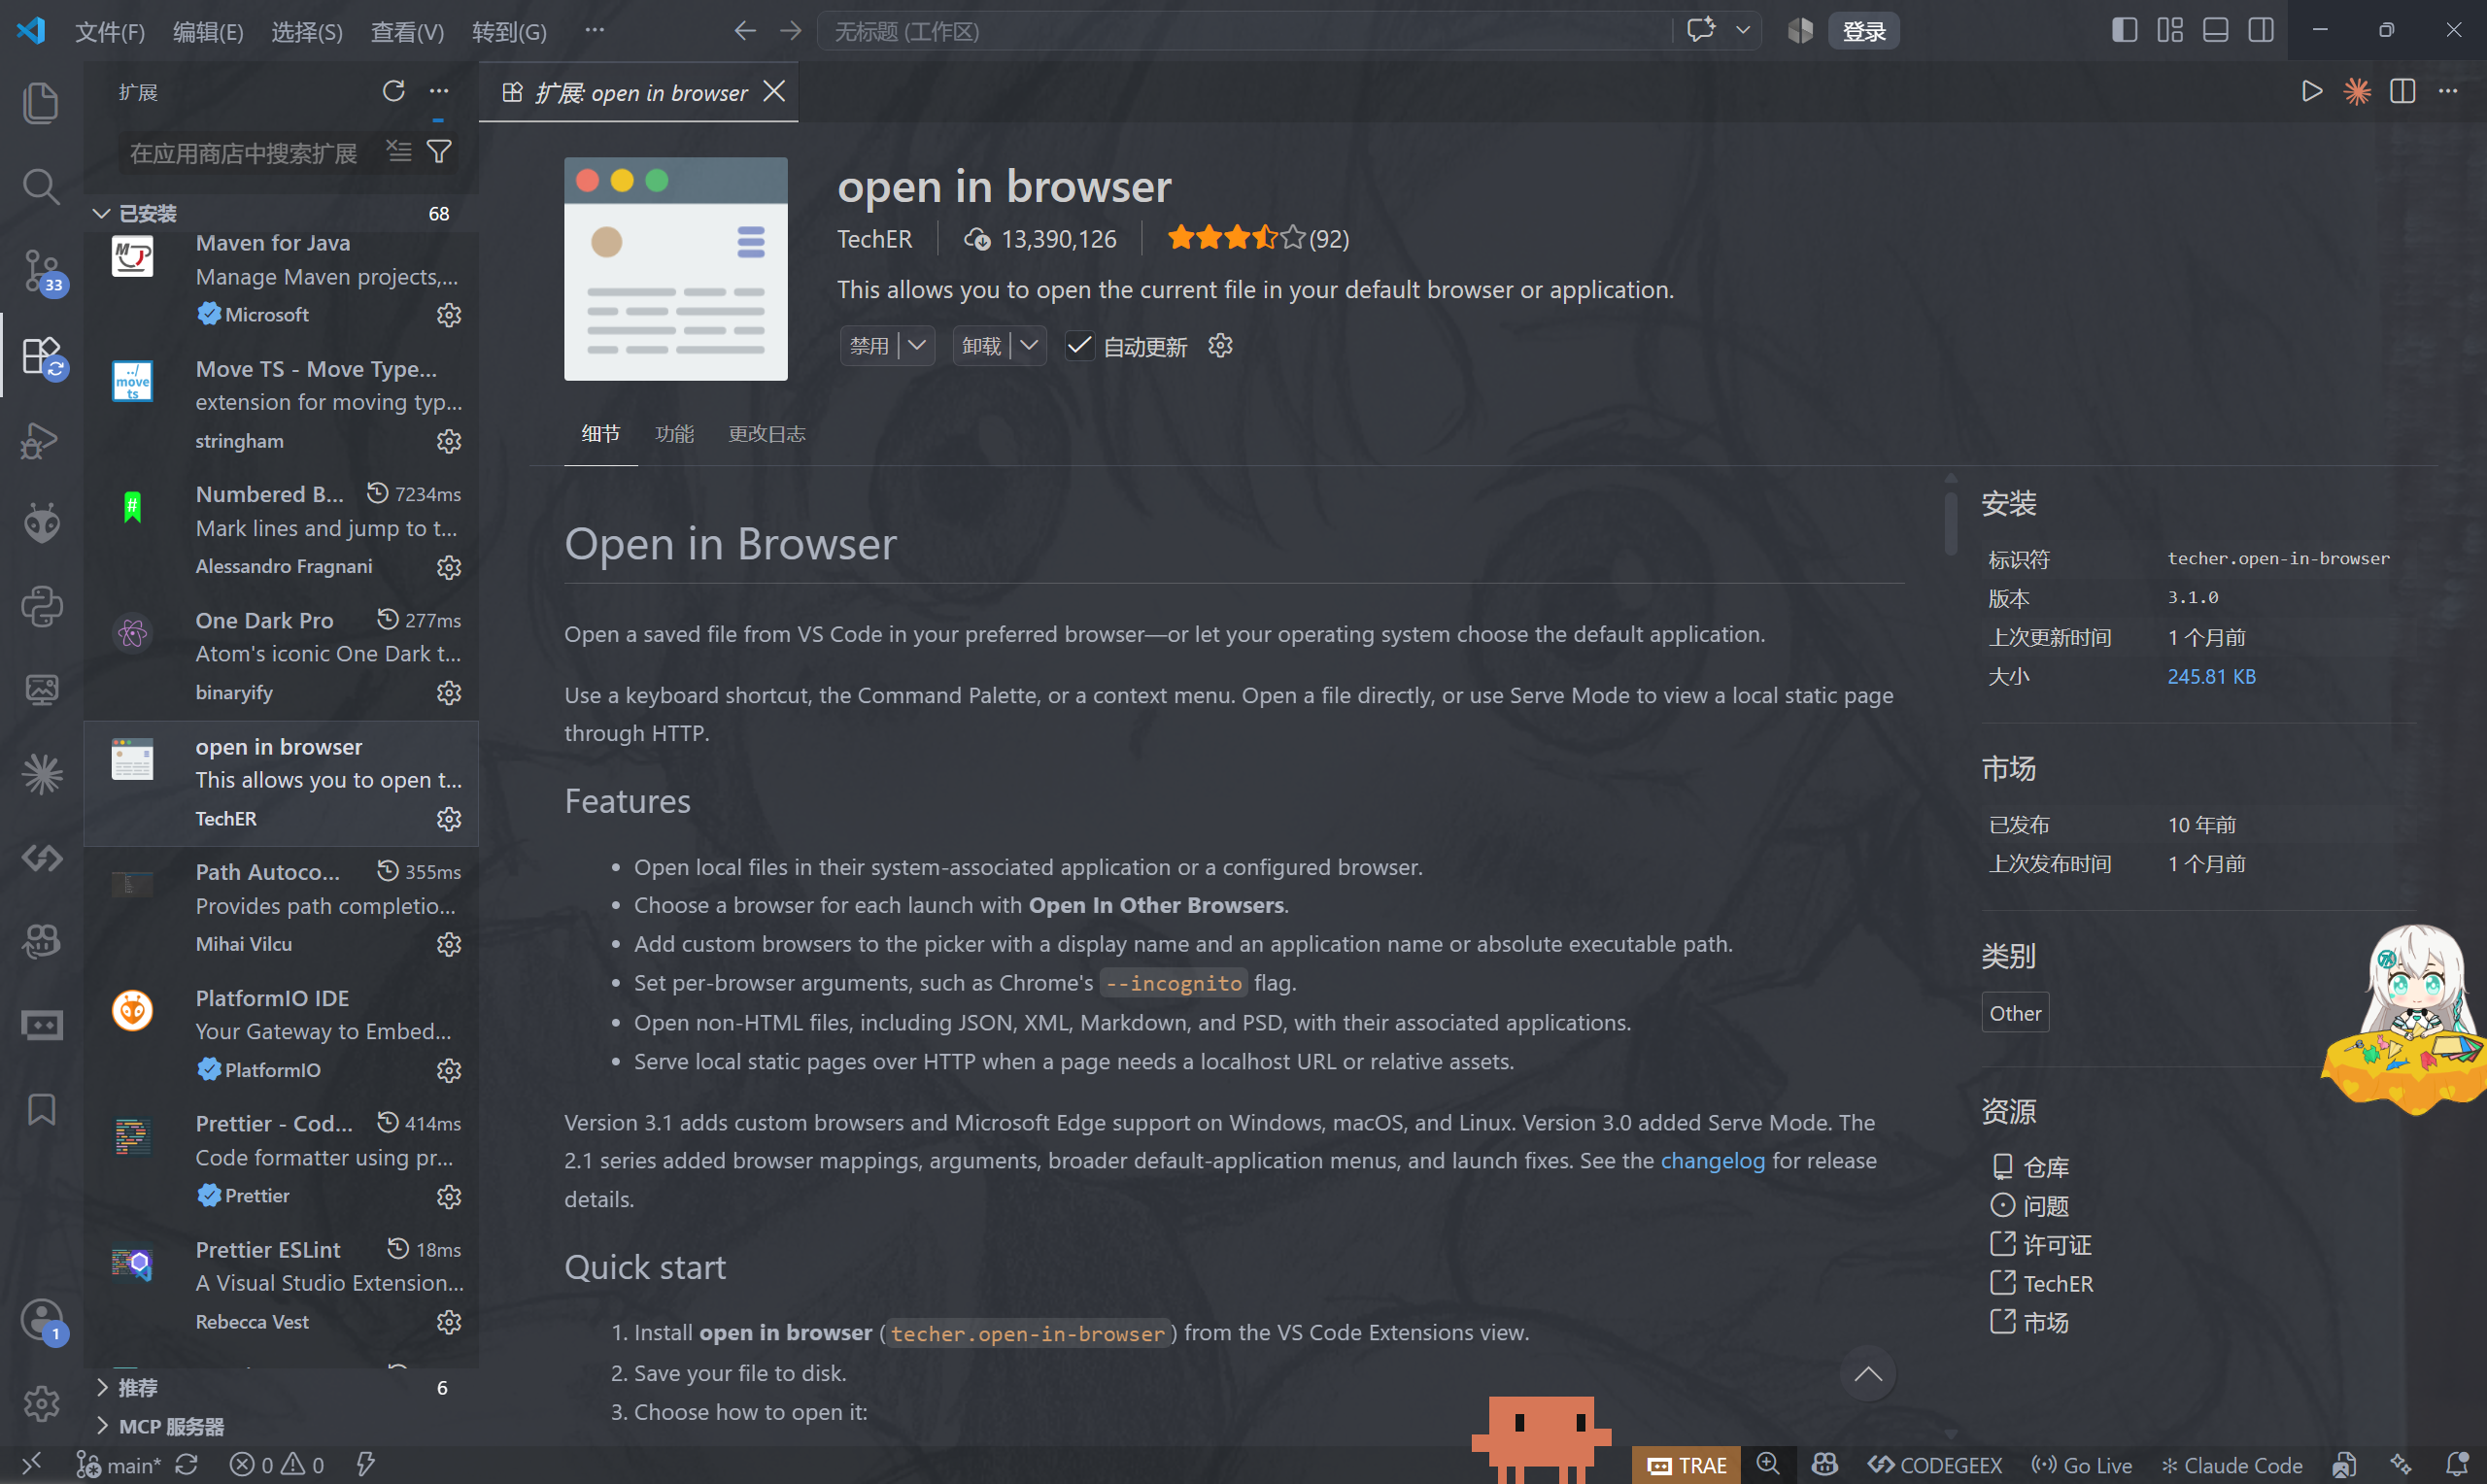 文件(F) 编辑(E) 选择(S) 查看(V) 转到(G) ··· 无标题 (工作区) 登录
扩展
在应用商店中搜索扩展
已安装 68
Maven for Java
Manage Maven projects,...
Microsoft
Move TS - Move Type...
extension for moving typ...
stringham
Numbered B... 7234ms
Mark lines and jump to t...
Alessandro Fragnani
One Dark Pro 277ms
Atom's iconic One Dark t...
binaryify
open in browser
This allows you to open t...
TechER
Path Autoco... 355ms
Provides path completio...
Mihai Vilcu
PlatformIO IDE
Your Gateway to Embed...
PlatformIO
Prettier - Cod... 414ms
Code formatter using pr...
Prettier
Prettier ESLint 18ms
A Visual Studio Extension...
Rebecca Vest
推荐 6
MCP 服务器
33
1
../
move
ts
#
扩展: open in browser
open in browser
TechER 13,390,126 (92)
This allows you to open the current file in your default browser or application.
禁用 卸载 自动更新
细节 功能 更改日志
Open in Browser
Open a saved file from VS Code in your preferred browser—or let your operating system choose the default application.
Use a keyboard shortcut, the Command Palette, or a context menu. Open a file directly, or use Serve Mode to view a local static page
through HTTP.
Features
• Open local files in their system-associated application or a configured browser.
• Choose a browser for each launch with Open In Other Browsers.
• Add custom browsers to the picker with a display name and an application name or absolute executable path.
• Set per-browser arguments, such as Chrome's --incognito flag.
• Open non-HTML files, including JSON, XML, Markdown, and PSD, with their associated applications.
• Serve local static pages over HTTP when a page needs a localhost URL or relative assets.
Version 3.1 adds custom browsers and Microsoft Edge support on Windows, macOS, and Linux. Version 3.0 added Serve Mode. The
2.1 series added browser mappings, arguments, broader default-application menus, and launch fixes. See the changelog for release
details.
Quick start
1. Install open in browser (techer.open-in-browser) from the VS Code Extensions view.
2. Save your file to disk.
3. Choose how to open it:
安装
标识符 techer.open-in-browser
版本 3.1.0
上次更新时间 1 个月前
大小 245.81 KB
市场
已发布 10 年前
上次发布时间 1 个月前
类别
Other
资源
仓库
问题
许可证
TechER
市场
main* 0 0 TRAE CODEGEEX Go Live Claude Code